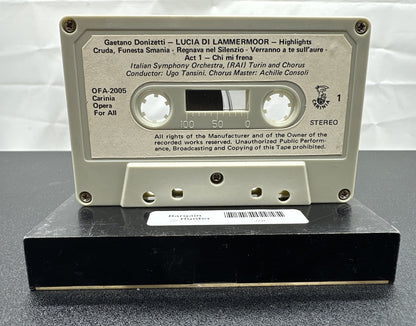 Gaetano Donizetti – LUCIA DI LAMMERMOOR – Highlights
Cruda, Funesta Smania - Regnava nel Silenzio - Verranno a te sull'aure -
Act 1 – Chi mi frena
Italian Symphony Orchestra, (RAI) Turin and Chorus
Conductor: Ugo Tansini. Chorus Master: Achille Consoli
OFA-2005
Carinia
Opera
For All
CARINIA
1
STEREO
100 50 0
All rights of the Manufacturer and of the Owner of the
recorded works reserved. Unauthorized Public Perform-
ance, Broadcasting and Copying of this Tape prohibited.
Bargain
Hunter